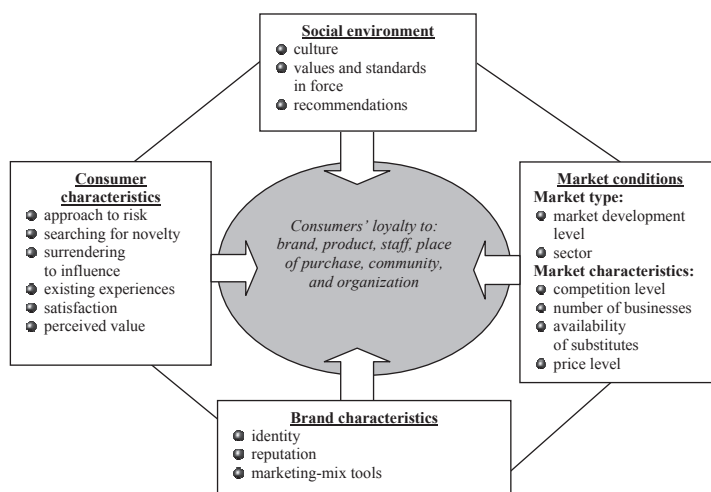 Social environment
culture
values and standards
in force
recommendations
Consumer
characteristics
approach to risk
searching for novelty
surrendering
to influence
existing experiences
satisfaction
perceived value
Consumers' loyalty to:
brand, product, staff, place
of purchase, community,
and organization
Market conditions
Market type:
market development
level
sector
Market characteristics:
competition level
number of businesses
availability
of substitutes
price level
Brand characteristics
identity
reputation
marketing-mix tools